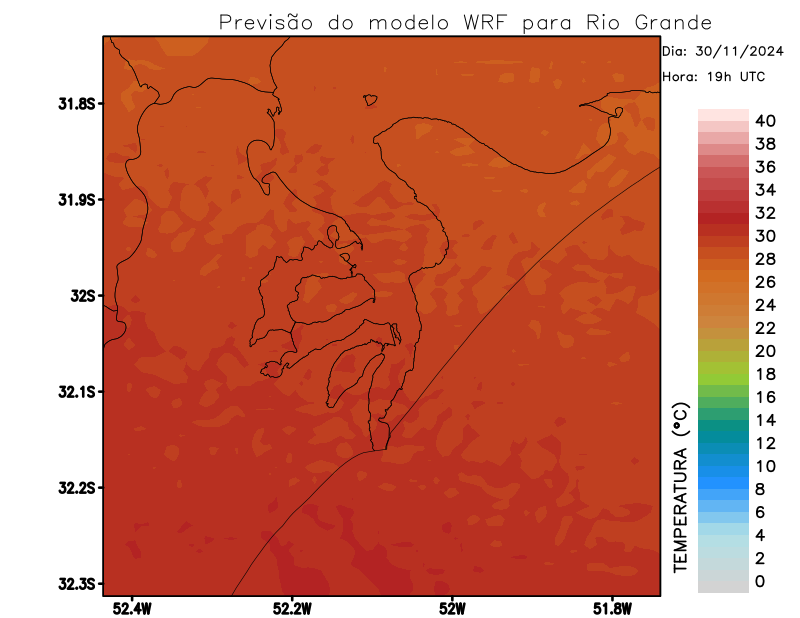 Previsão do modelo WRF para Rio Grande
Dia: 30/11/2024
Hora: 19h UTC
31.8S
31.9S
32S
32.1S
32.2S
32.3S
52.4W
52.2W
52W
51.8W
40
38
36
34
32
30
28
26
24
22
20
18
16
14
12
10
8
6
4
2
0
TEMPERATURA (°C)